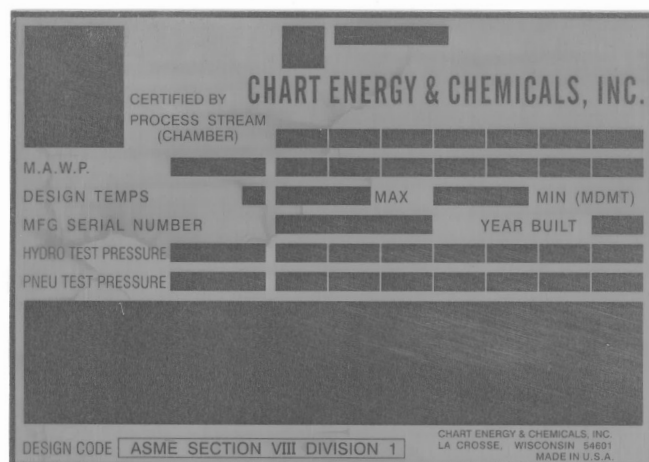 CERTIFIED BY CHART ENERGY & CHEMICALS, INC.
PROCESS STREAM
(CHAMBER)
M.A.W.P.
DESIGN TEMPS MAX MIN (MDMT)
MFG SERIAL NUMBER YEAR BUILT
HYDRO TEST PRESSURE
PNEU TEST PRESSURE
DESIGN CODE ASME SECTION VIII DIVISION 1
CHART ENERGY & CHEMICALS, INC.
LA CROSSE, WISCONSIN 54601
MADE IN U.S.A.